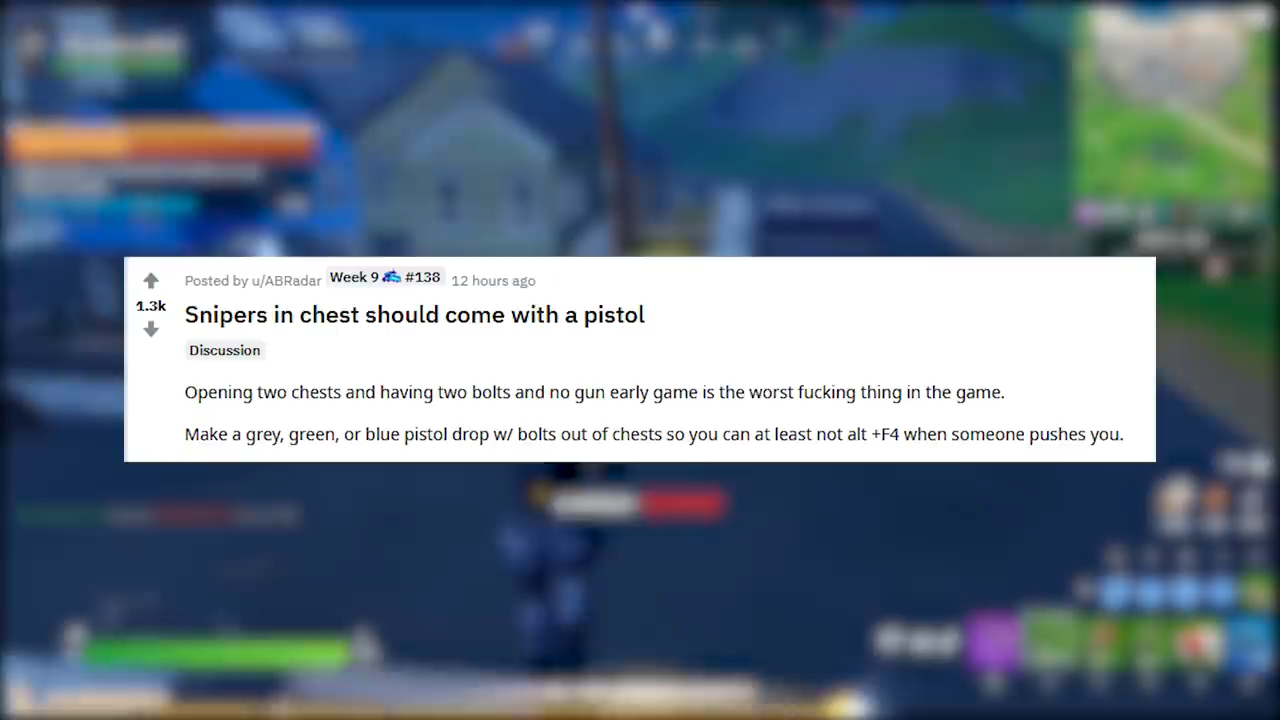 Posted by u/ABRadar Week 9 #138 12 hours ago
1.3k
Snipers in chest should come with a pistol
Discussion
Opening two chests and having two bolts and no gun early game is the worst fucking thing in the game.
Make a grey, green, or blue pistol drop w/ bolts out of chests so you can at least not alt +F4 when someone pushes you.